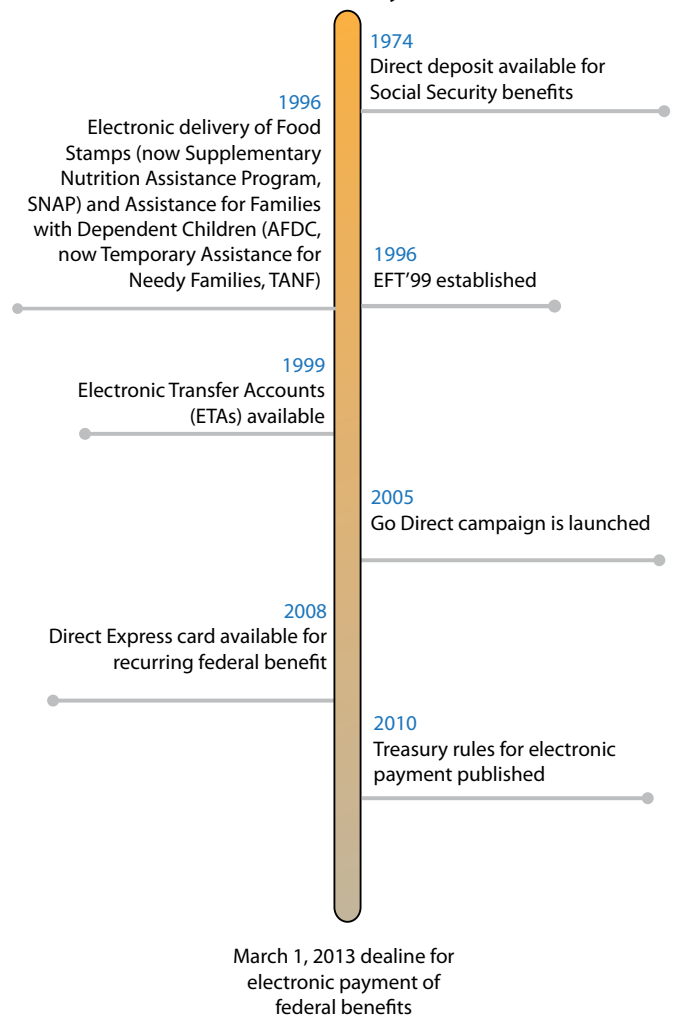 1974
Direct deposit available for
Social Security benefits
1996
Electronic delivery of Food
Stamps (now Supplementary
Nutrition Assistance Program,
SNAP) and Assistance for Families
with Dependent Children (AFDC,
now Temporary Assistance for
Needy Families, TANF)
1996
EFT'99 established
1999
Electronic Transfer Accounts
(ETAs) available
2005
Go Direct campaign is launched
2008
Direct Express card available for
recurring federal benefit
2010
Treasury rules for electronic
payment published
March 1, 2013 dealine for
electronic payment of
federal benefits